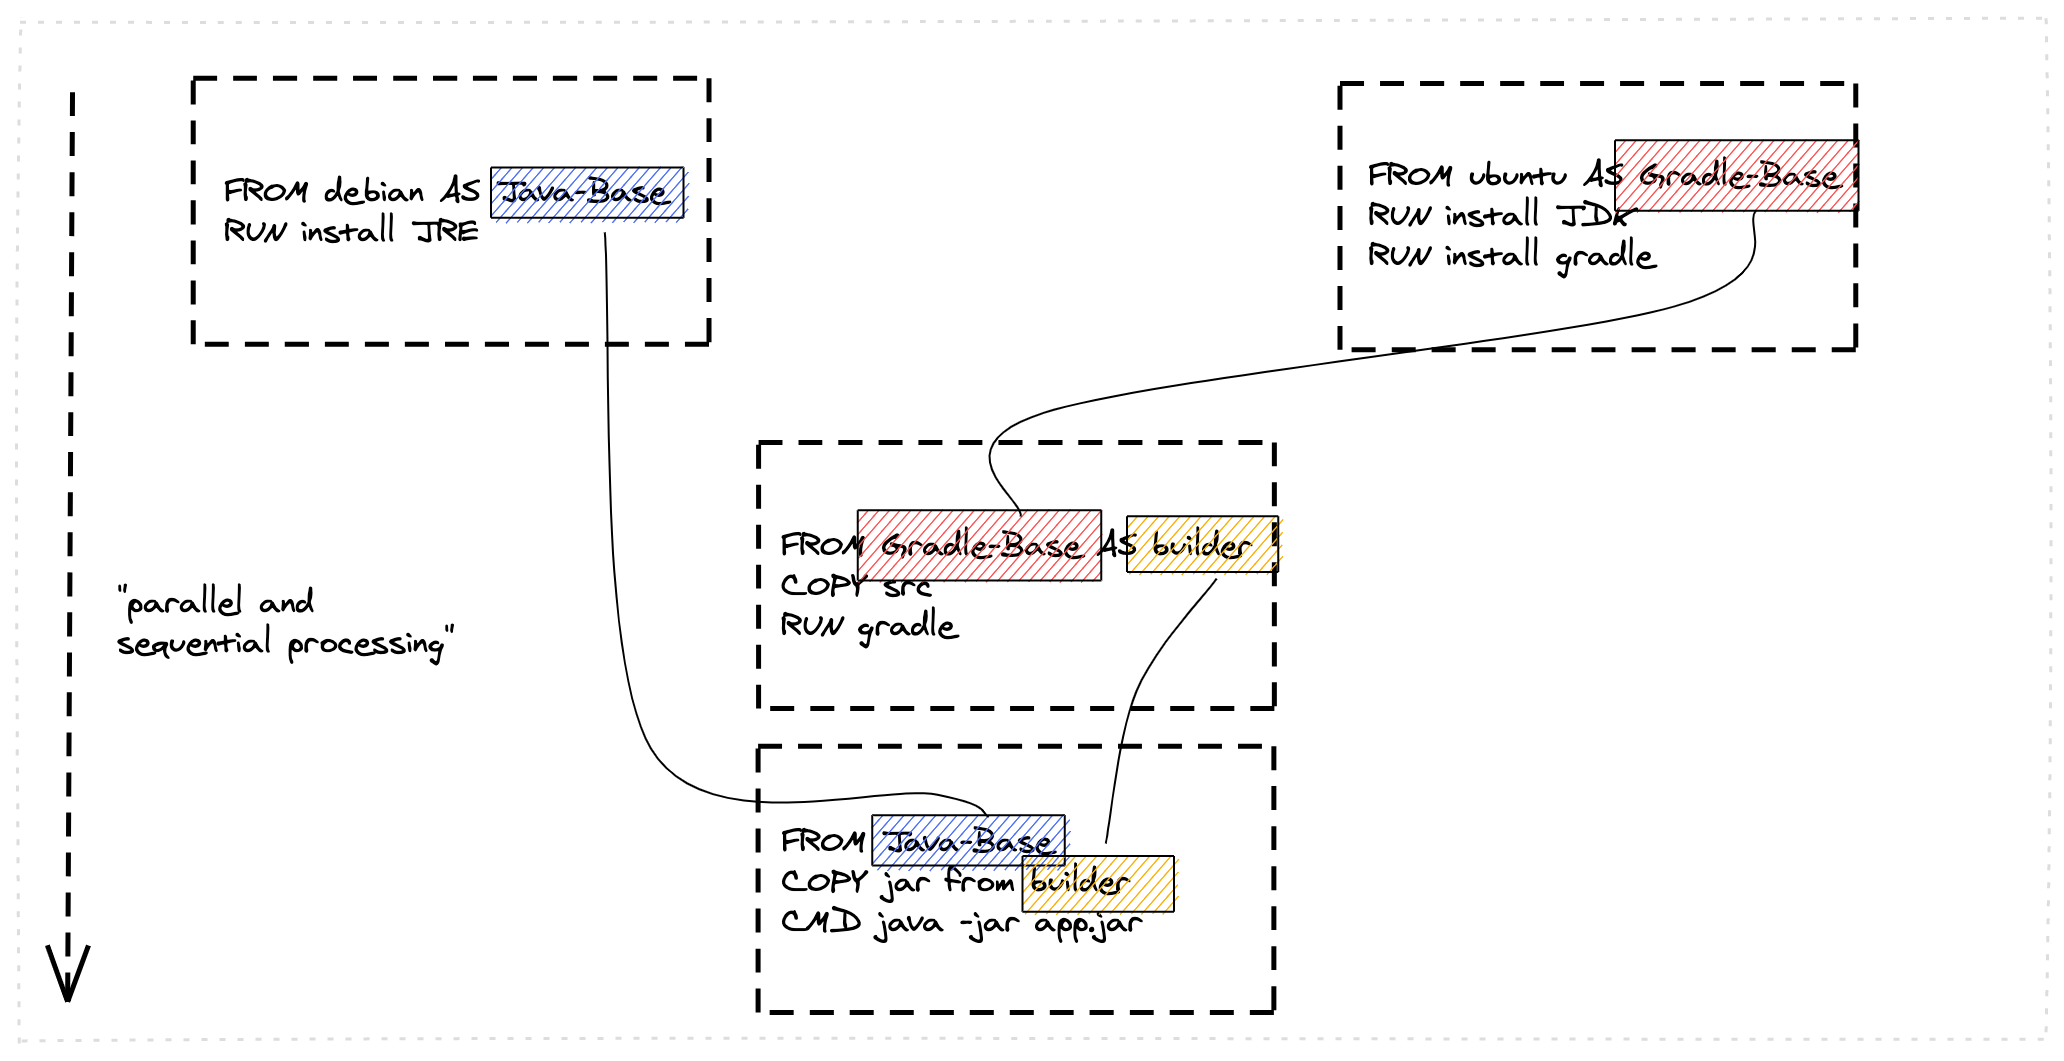 FROM debian AS Java-Base
RUN install JRE
FROM ubuntu AS Gradle-Base
RUN install JDK
RUN install gradle
FROM Gradle-Base AS builder
COPY src
RUN gradle
"parallel and
sequential processing"
FROM Java-Base
COPY jar from builder
CMD java -jar app.jar